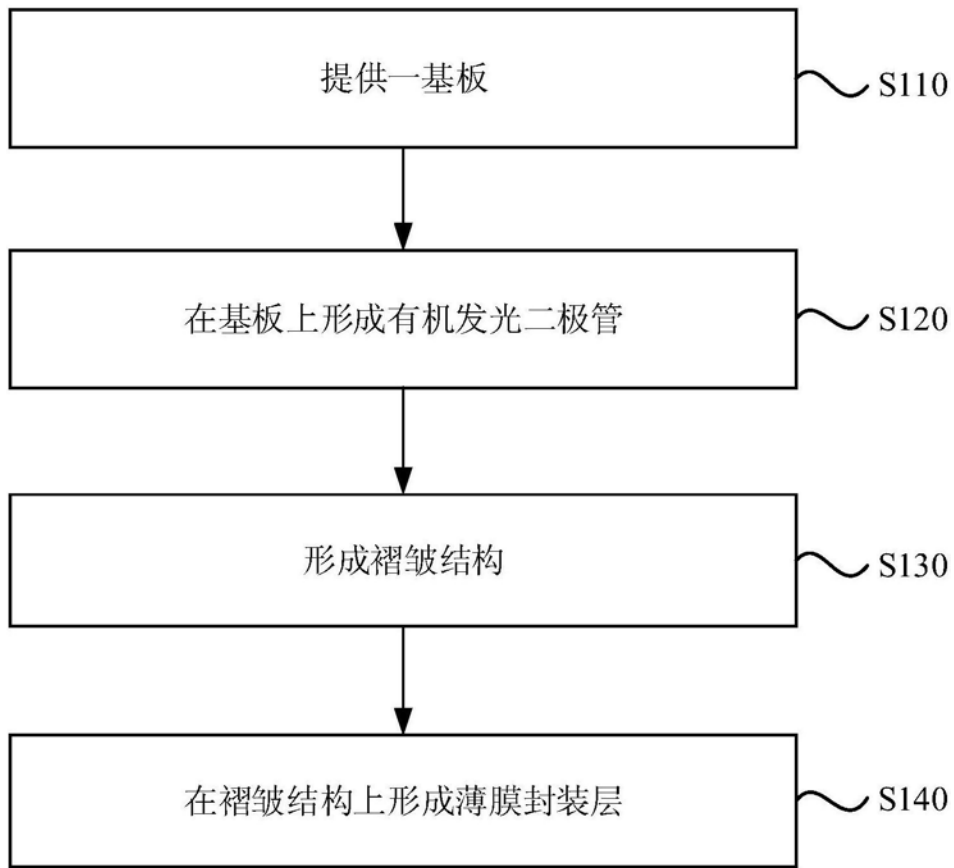 提供一基板
S110
在基板上形成有机发光二极管
S120
形成褶皱结构
S130
在褶皱结构上形成薄膜封装层
S140